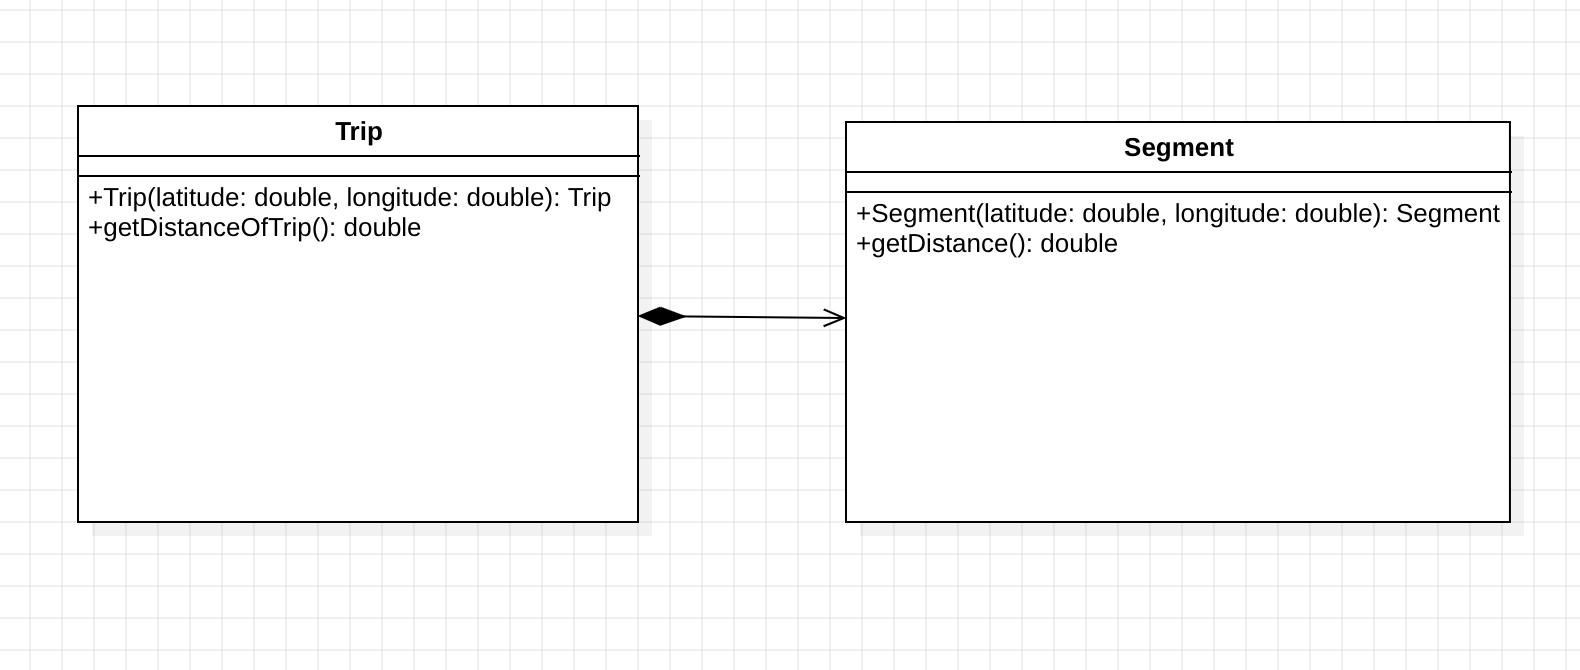 Trip
+Trip(latitude: double, longitude: double): Trip
+getDistanceOfTrip(): double
Segment
+Segment(latitude: double, longitude: double): Segment
+getDistance(): double